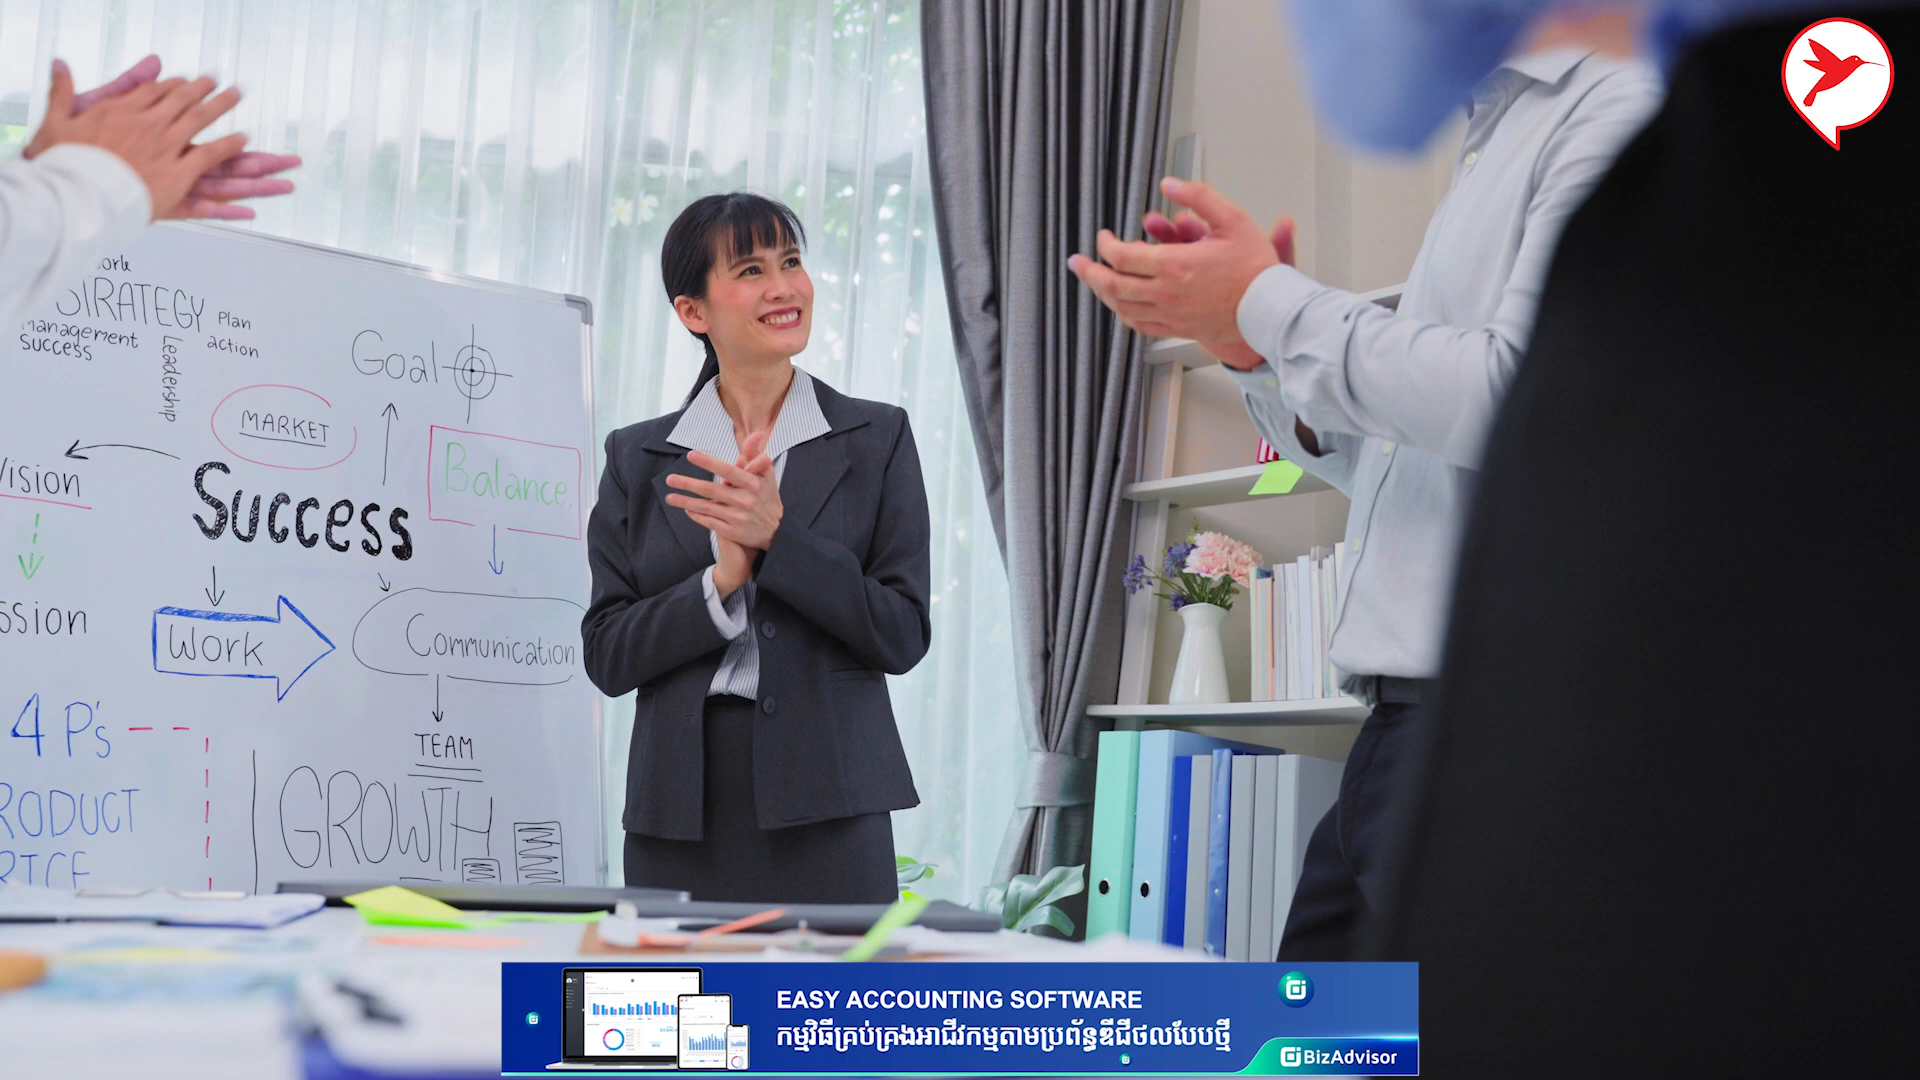 STRATEGY
Plan
action
management
success
Leadership
Goal
MARKET
Balance
Vision
Success
Work
Communication
4 P's
TEAM
GROWTH
EASY ACCOUNTING SOFTWARE
កម្មវិធីគ្រប់គ្រងអាជីវកម្មតាមប្រព័ន្ធឌីជីថលបែបថ្មី
BizAdvisor